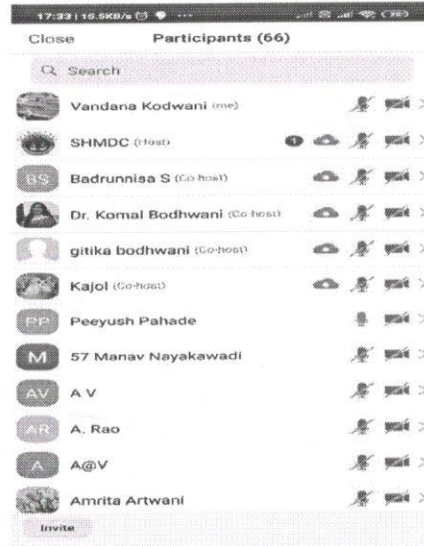 17:33 | 15.5KB/s
Close Participants (66)
Search
Vandana Kodwani (me)
SHMDC (Host)
BS Badrunnisa S (Co-host)
Dr. Komal Bodhwani (Co-host)
gitika bodhwani (Co-host)
Kajol (Co-host)
PP Peeyush Pahade
M 57 Manav Nayakawadi
AV A V
AR A. Rao
A A@V
Amrita Artwani
Invite